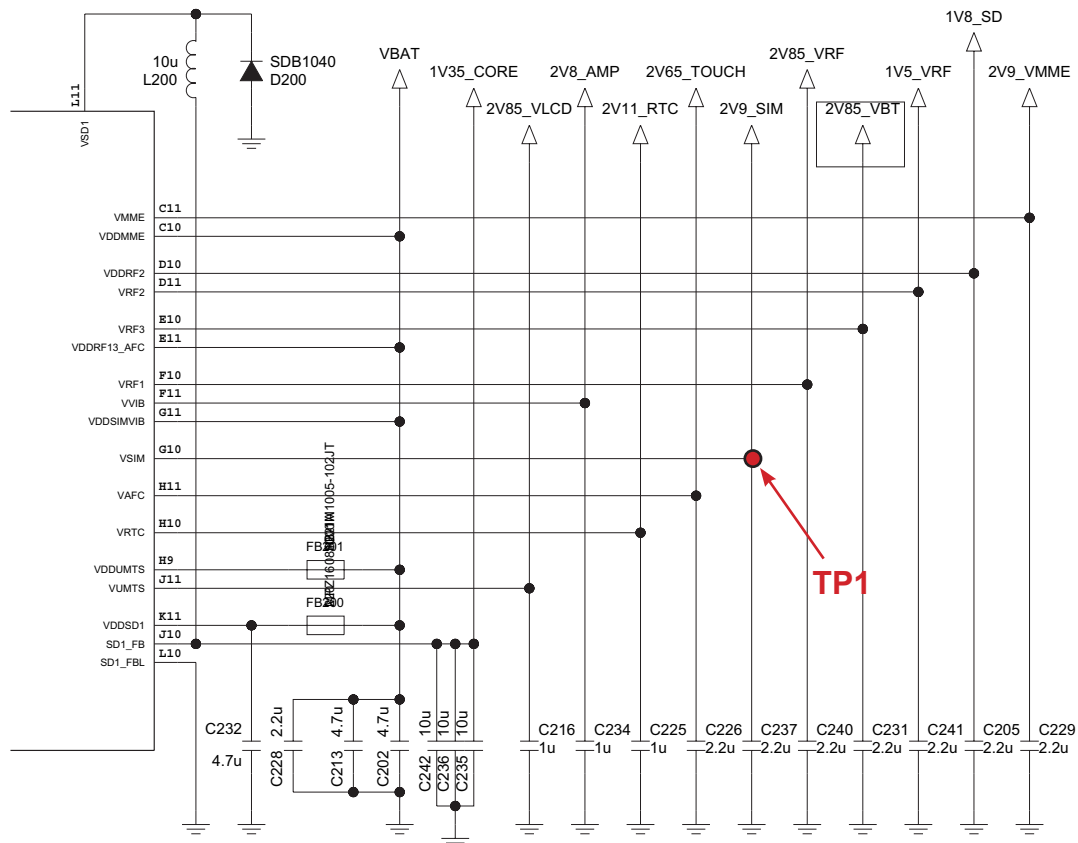 1V8_SD
10u
L200
SDB1040
D200
VBAT
1V35_CORE
2V8_AMP
2V65_TOUCH
2V85_VRF
1V5_VRF
2V9_VMME
2V85_VLCD
2V11_RTC
2V9_SIM
2V85_VBT
L11
VSD1
VMME C11
VDDMME C10
VDDRF2 D10
VRF2 D11
VRF3 E10
VDDRF13_AFC E11
VRF1 F10
VVIB F11
VDDSIMVIB G11
VSIM G10
VAFC H11
VRTC H10
VDDUMTS H9
VUMTS J11
VDDSD1 K11
SD1_FB J10
SD1_FBL L10
FB201
FB200
TP1
C232
4.7u
C228 2.2u
C213 4.7u
C202 4.7u
C242 10u
C236 10u
C235 10u
C216
1u
C234
1u
C225
1u
C226
2.2u
C237
2.2u
C240
2.2u
C231
2.2u
C241
2.2u
C205
2.2u
C229
2.2u